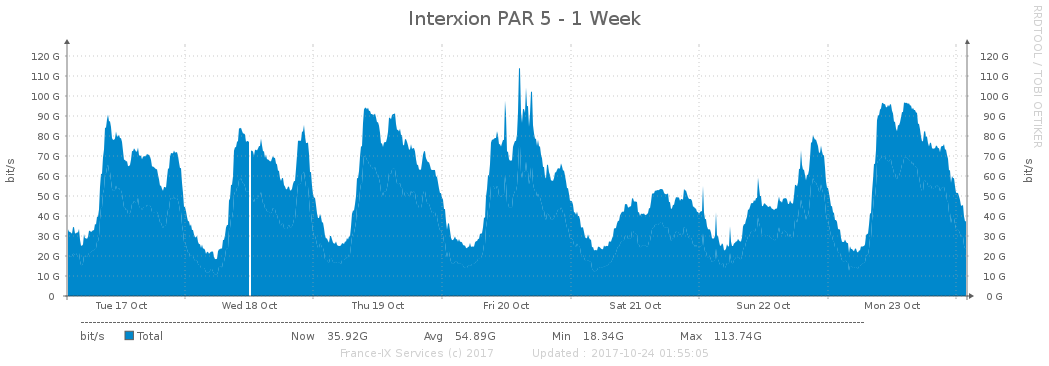 Interxion PAR 5 - 1 Week
RRDTOOL / TOBI OETIKER
bit/s
120 G 120 G
110 G 110 G
100 G 100 G
90 G 90 G
80 G 80 G
70 G 70 G
60 G 60 G
50 G 50 G
40 G 40 G
30 G 30 G
20 G 20 G
10 G 10 G
0 0 G
bit/s
Tue 17 Oct Wed 18 Oct Thu 19 Oct Fri 20 Oct Sat 21 Oct Sun 22 Oct Mon 23 Oct
bit/s Total Now 35.92G Avg 54.89G Min 18.34G Max 113.74G
France-IX Services (c) 2017 Updated : 2017-10-24 01:55:05